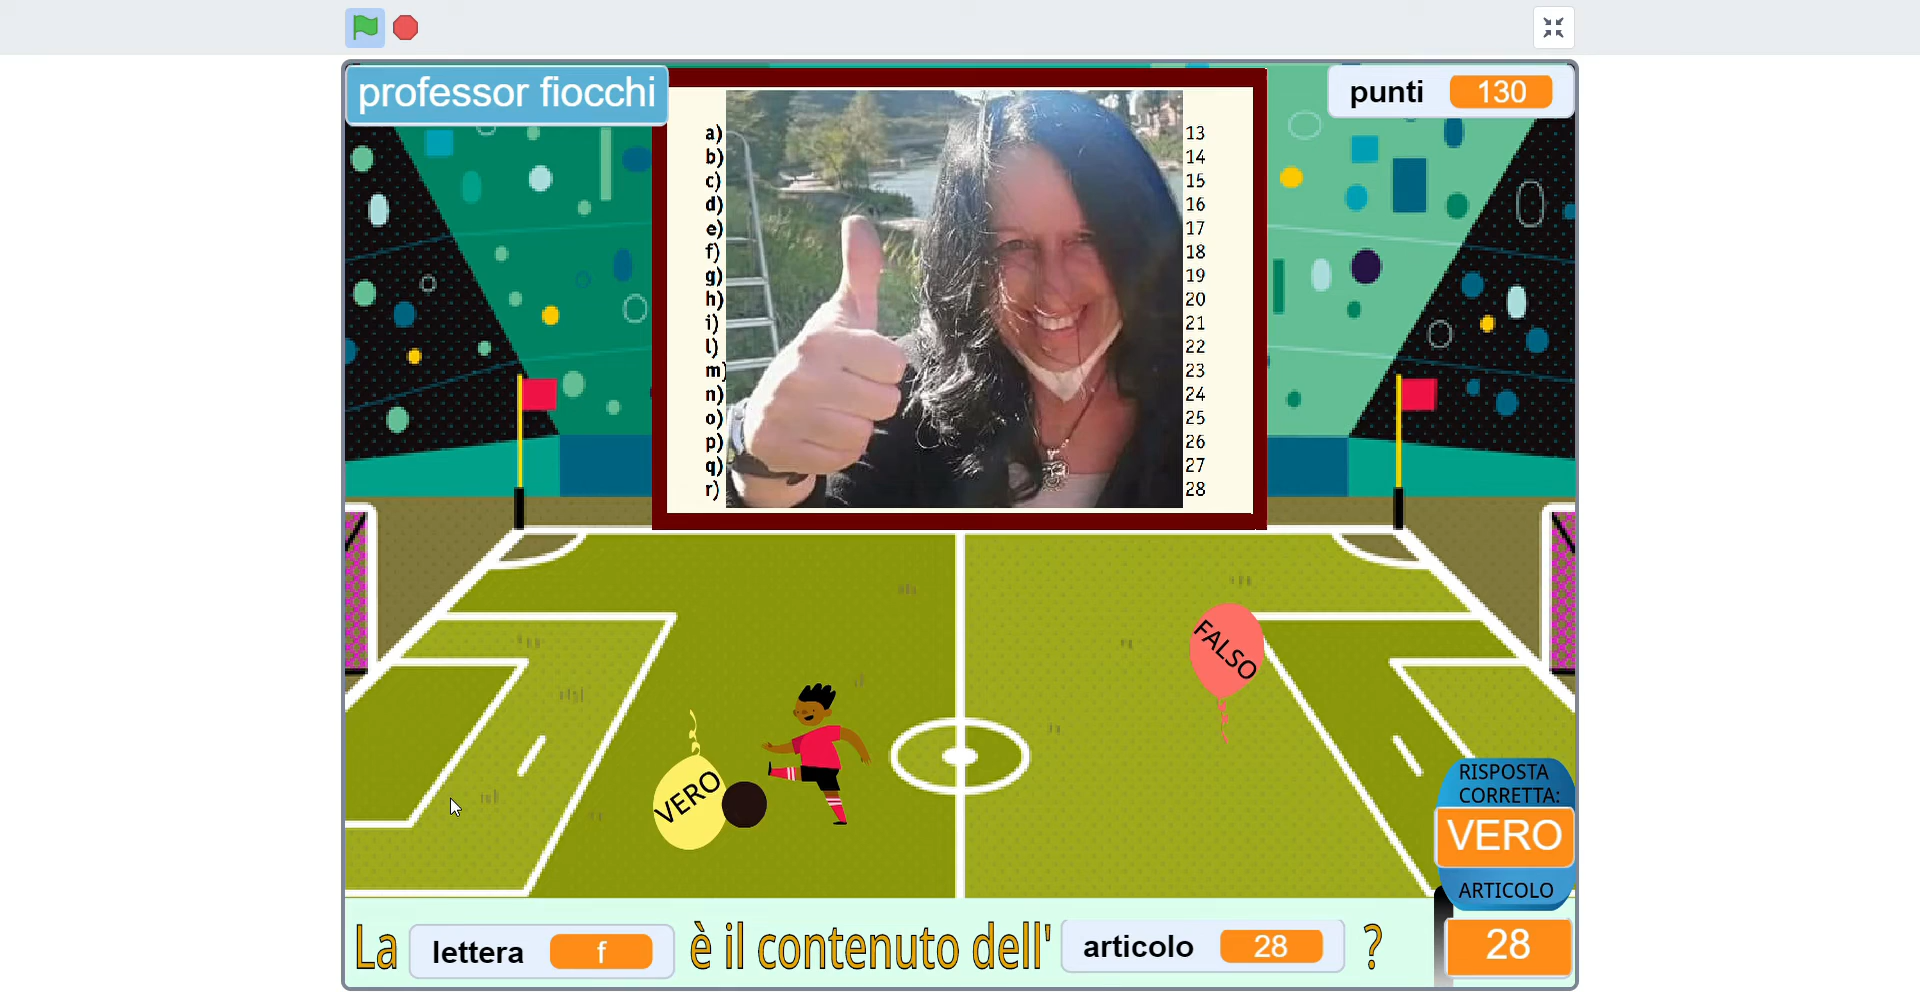 professor fiocchi
punti 130
a) 13
b) 14
c) 15
d) 16
e) 17
f) 18
g) 19
h) 20
i) 21
l) 22
m) 23
n) 24
o) 25
p) 26
q) 27
r) 28
FALSO
VERO
RISPOSTA
CORRETTA:
VERO
ARTICOLO
28
La lettera f è il contenuto dell' articolo 28 ?